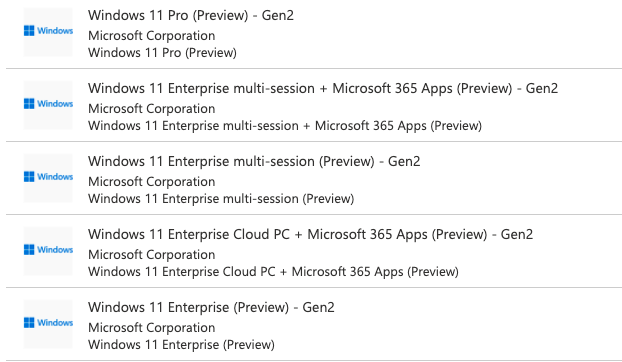 Windows 11 Pro (Preview) - Gen2
Windows
Microsoft Corporation
Windows 11 Pro (Preview)
Windows 11 Enterprise multi-session + Microsoft 365 Apps (Preview) - Gen2
Windows
Microsoft Corporation
Windows 11 Enterprise multi-session + Microsoft 365 Apps (Preview)
Windows 11 Enterprise multi-session (Preview) - Gen2
Windows
Microsoft Corporation
Windows 11 Enterprise multi-session (Preview)
Windows 11 Enterprise Cloud PC + Microsoft 365 Apps (Preview) - Gen2
Windows
Microsoft Corporation
Windows 11 Enterprise Cloud PC + Microsoft 365 Apps (Preview)
Windows 11 Enterprise (Preview) - Gen2
Windows
Microsoft Corporation
Windows 11 Enterprise (Preview)